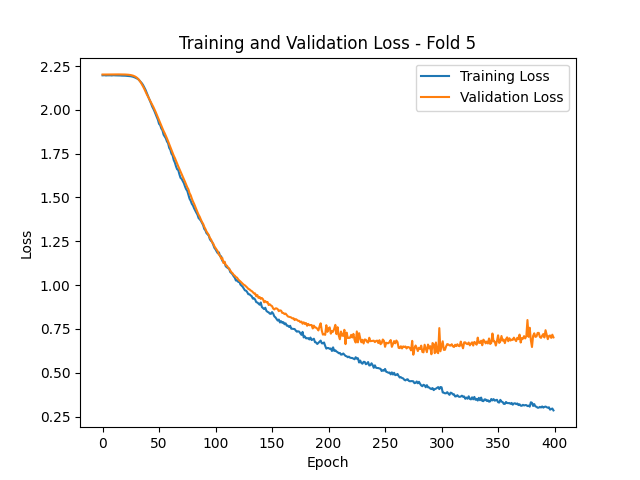 Training and Validation Loss - Fold 5
Training Loss
Validation Loss
Loss
2.25
2.00
1.75
1.50
1.25
1.00
0.75
0.50
0.25
0 50 100 150 200 250 300 350 400
Epoch